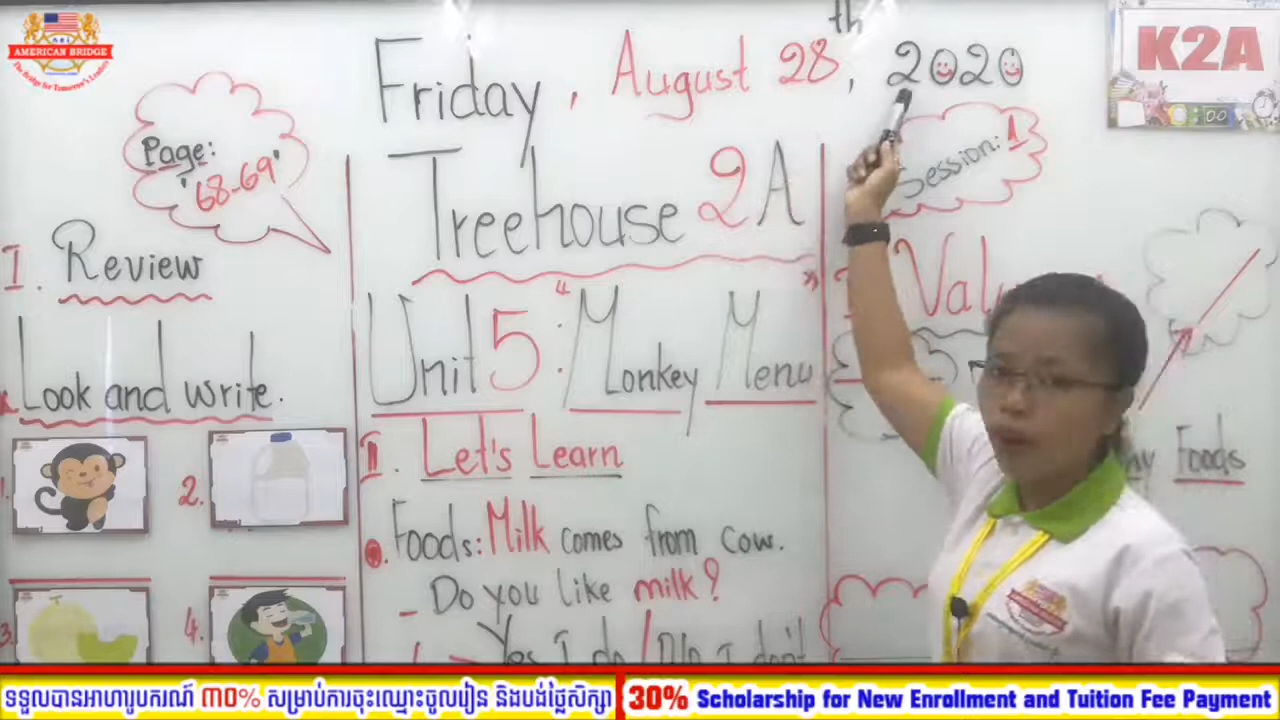 AMERICAN BRIDGE
The Bridge for Tomorrow's Leaders
K2A
Friday, August 28th, 2020
Page:
"68-69"
Session: 1
Treehouse 2A
Unit 5: "Monkey Menu"
I. Review
Look and write.
1.
2.
3.
4.
II. Let's Learn
Foods: Milk comes from cow.
- Do you like milk?
Yes I do / No I don't
Foods
ទទួលបានអាហារូបករណ៍ ៣០% សម្រាប់ការចុះឈ្មោះចូលរៀន និងបង់ថ្លៃសិក្សា
30% Scholarship for New Enrollment and Tuition Fee Payment